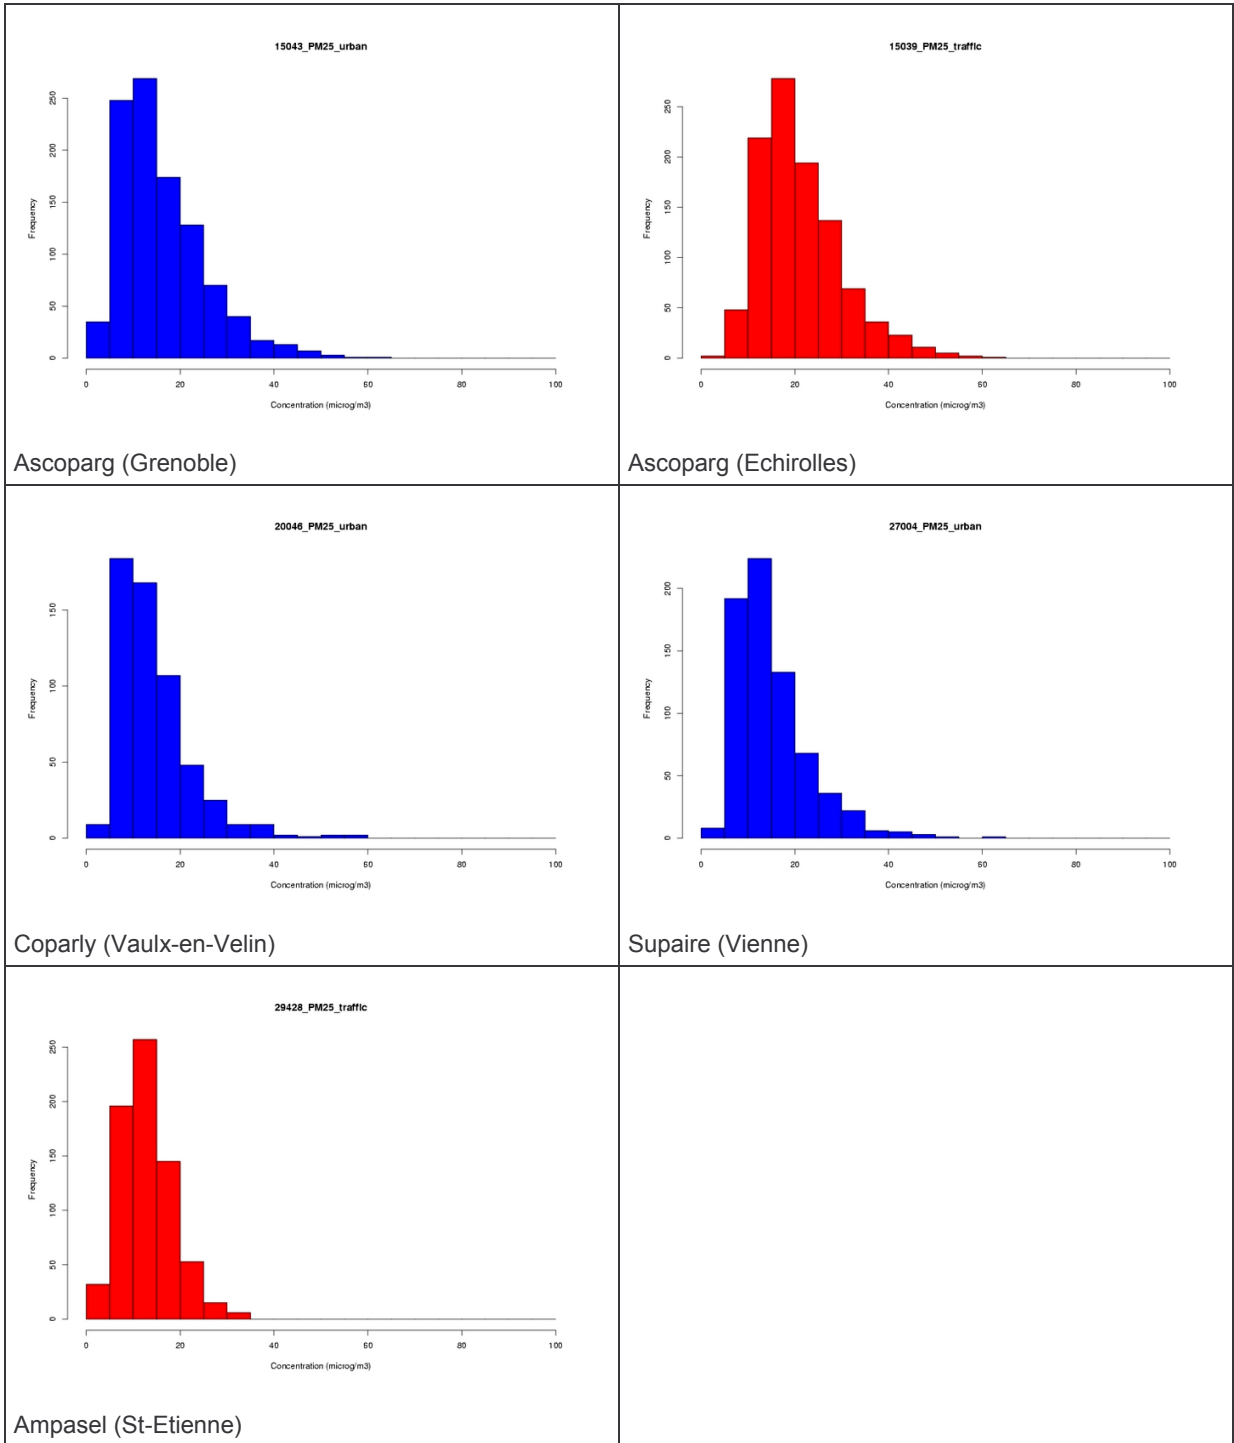 15043_PM25_urban
250
200
150
100
50
0
Frequency
0 20 40 60 80 100
Concentration (microg/m3)
Ascoparg (Grenoble)
15039_PM25_traffic
250
200
150
100
50
0
Frequency
0 20 40 60 80 100
Concentration (microg/m3)
Ascoparg (Echirolles)
20046_PM25_urban
150
100
50
0
Frequency
0 20 40 60 80 100
Concentration (microg/m3)
Coparly (Vaulx-en-Velin)
27004_PM25_urban
200
150
100
50
0
Frequency
0 20 40 60 80 100
Concentration (microg/m3)
Supaire (Vienne)
29428_PM25_traffic
250
200
150
100
50
0
Frequency
0 20 40 60 80 100
Concentration (microg/m3)
Ampasel (St-Etienne)